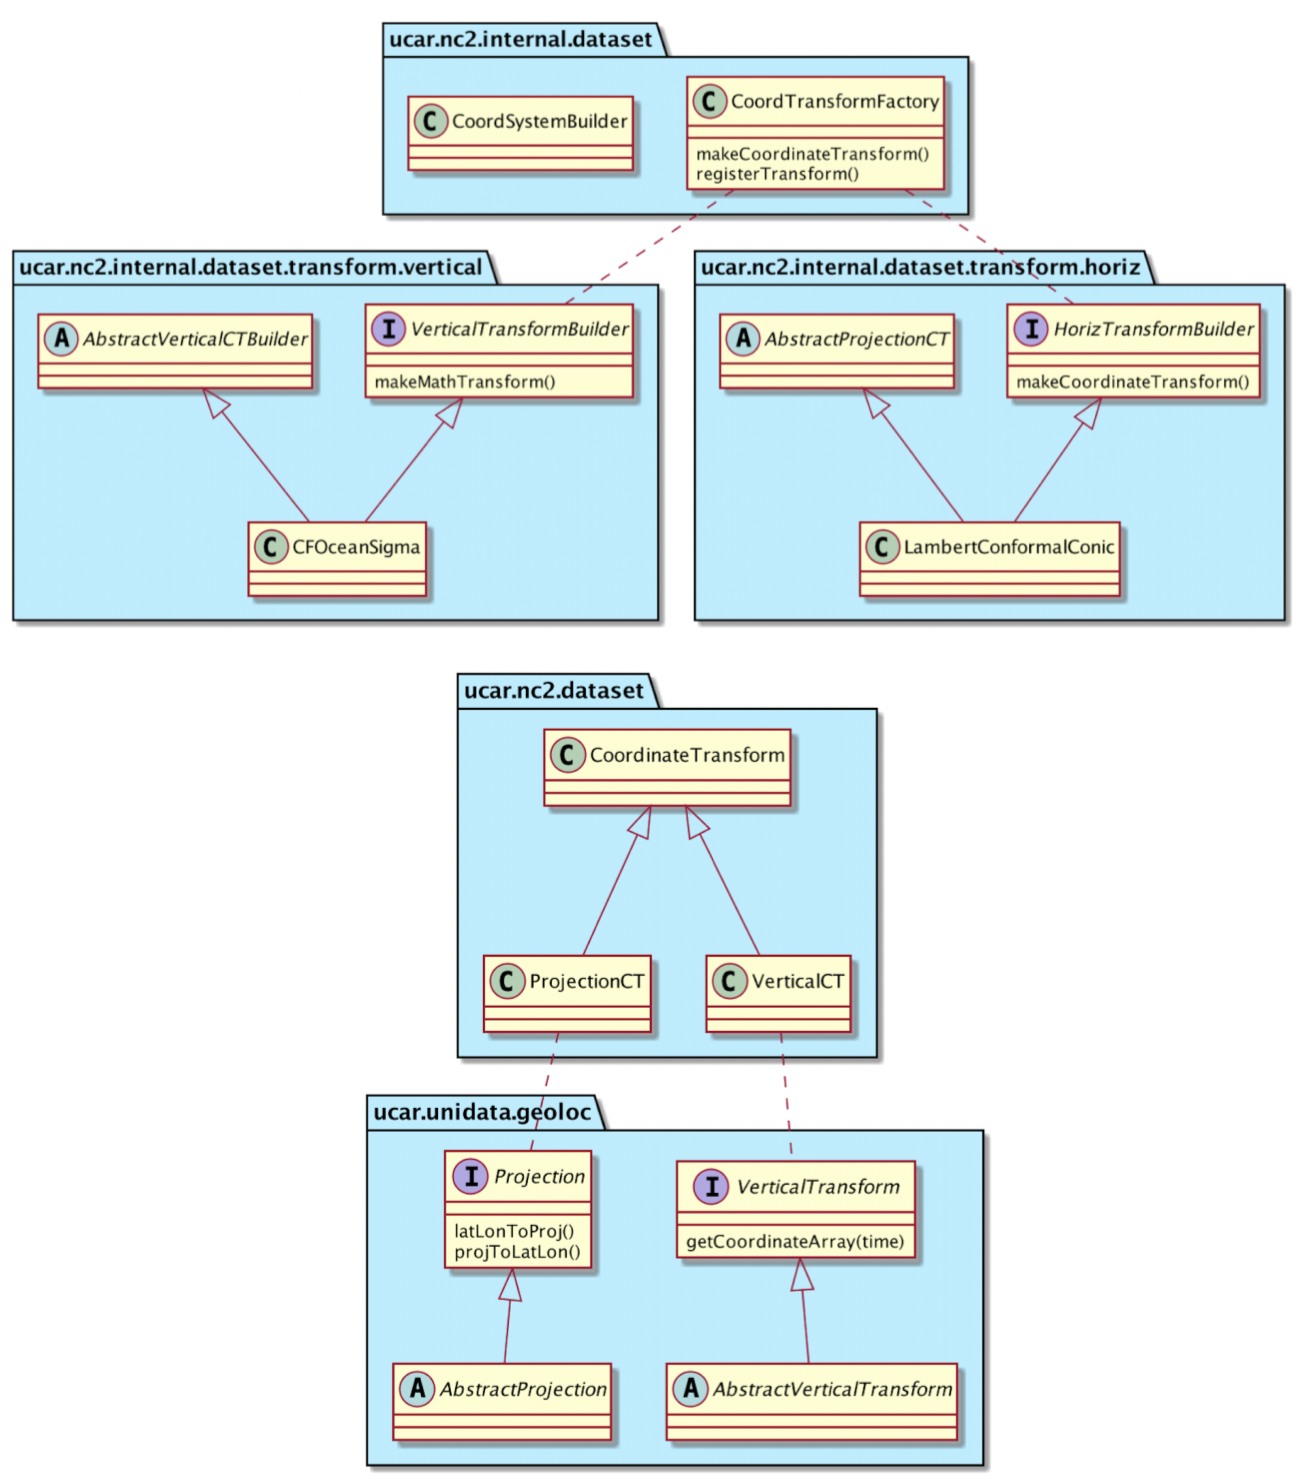 ucar.nc2.internal.dataset
C CoordSystemBuilder
C CoordTransformFactory
makeCoordinateTransform()
registerTransform()
ucar.nc2.internal.dataset.transform.vertical
A AbstractVerticalCTBuilder
I VerticalTransformBuilder
makeMathTransform()
C CFOceanSigma
ucar.nc2.internal.dataset.transform.horiz
A AbstractProjectionCT
I HorizTransformBuilder
makeCoordinateTransform()
C LambertConformalConic
ucar.nc2.dataset
C CoordinateTransform
C ProjectionCT
C VerticalCT
ucar.unidata.geoloc
I Projection
latLonToProj()
projToLatLon()
I VerticalTransform
getCoordinateArray(time)
A AbstractProjection
A AbstractVerticalTransform